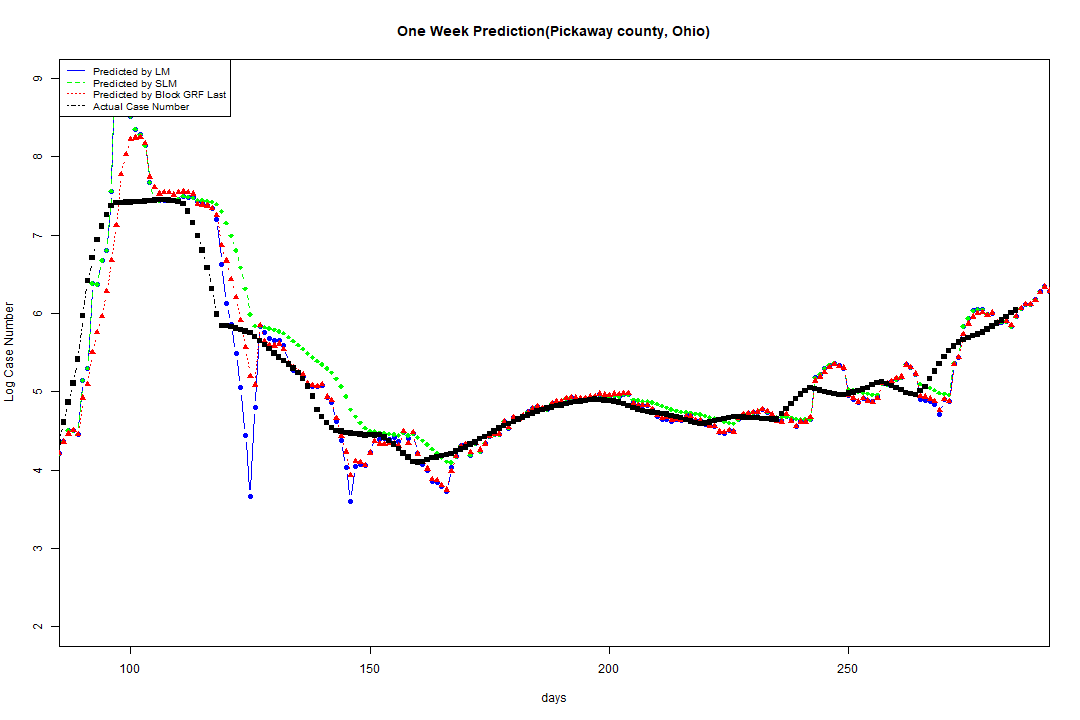 One Week Prediction(Pickaway county, Ohio)
Predicted by LM
Predicted by SLM
Predicted by Block GRF Last
Actual Case Number
Log Case Number
9
8
7
6
5
4
3
2
100 150 200 250
days